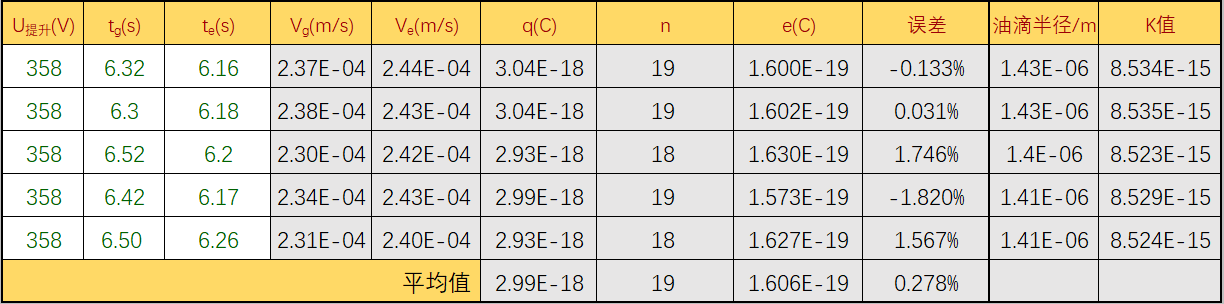 U提升(V) tg(s) te(s) Vg(m/s) Ve(m/s) q(C) n e(C) 误差 油滴半径/m K值
358 6.32 6.16 2.37E-04 2.44E-04 3.04E-18 19 1.600E-19 -0.133% 1.43E-06 8.534E-15
358 6.3 6.18 2.38E-04 2.43E-04 3.04E-18 19 1.602E-19 0.031% 1.43E-06 8.535E-15
358 6.52 6.2 2.30E-04 2.42E-04 2.93E-18 18 1.630E-19 1.746% 1.4E-06 8.523E-15
358 6.42 6.17 2.34E-04 2.43E-04 2.99E-18 19 1.573E-19 -1.820% 1.41E-06 8.529E-15
358 6.50 6.26 2.31E-04 2.40E-04 2.93E-18 18 1.627E-19 1.567% 1.41E-06 8.524E-15
平均值 2.99E-18 19 1.606E-19 0.278%